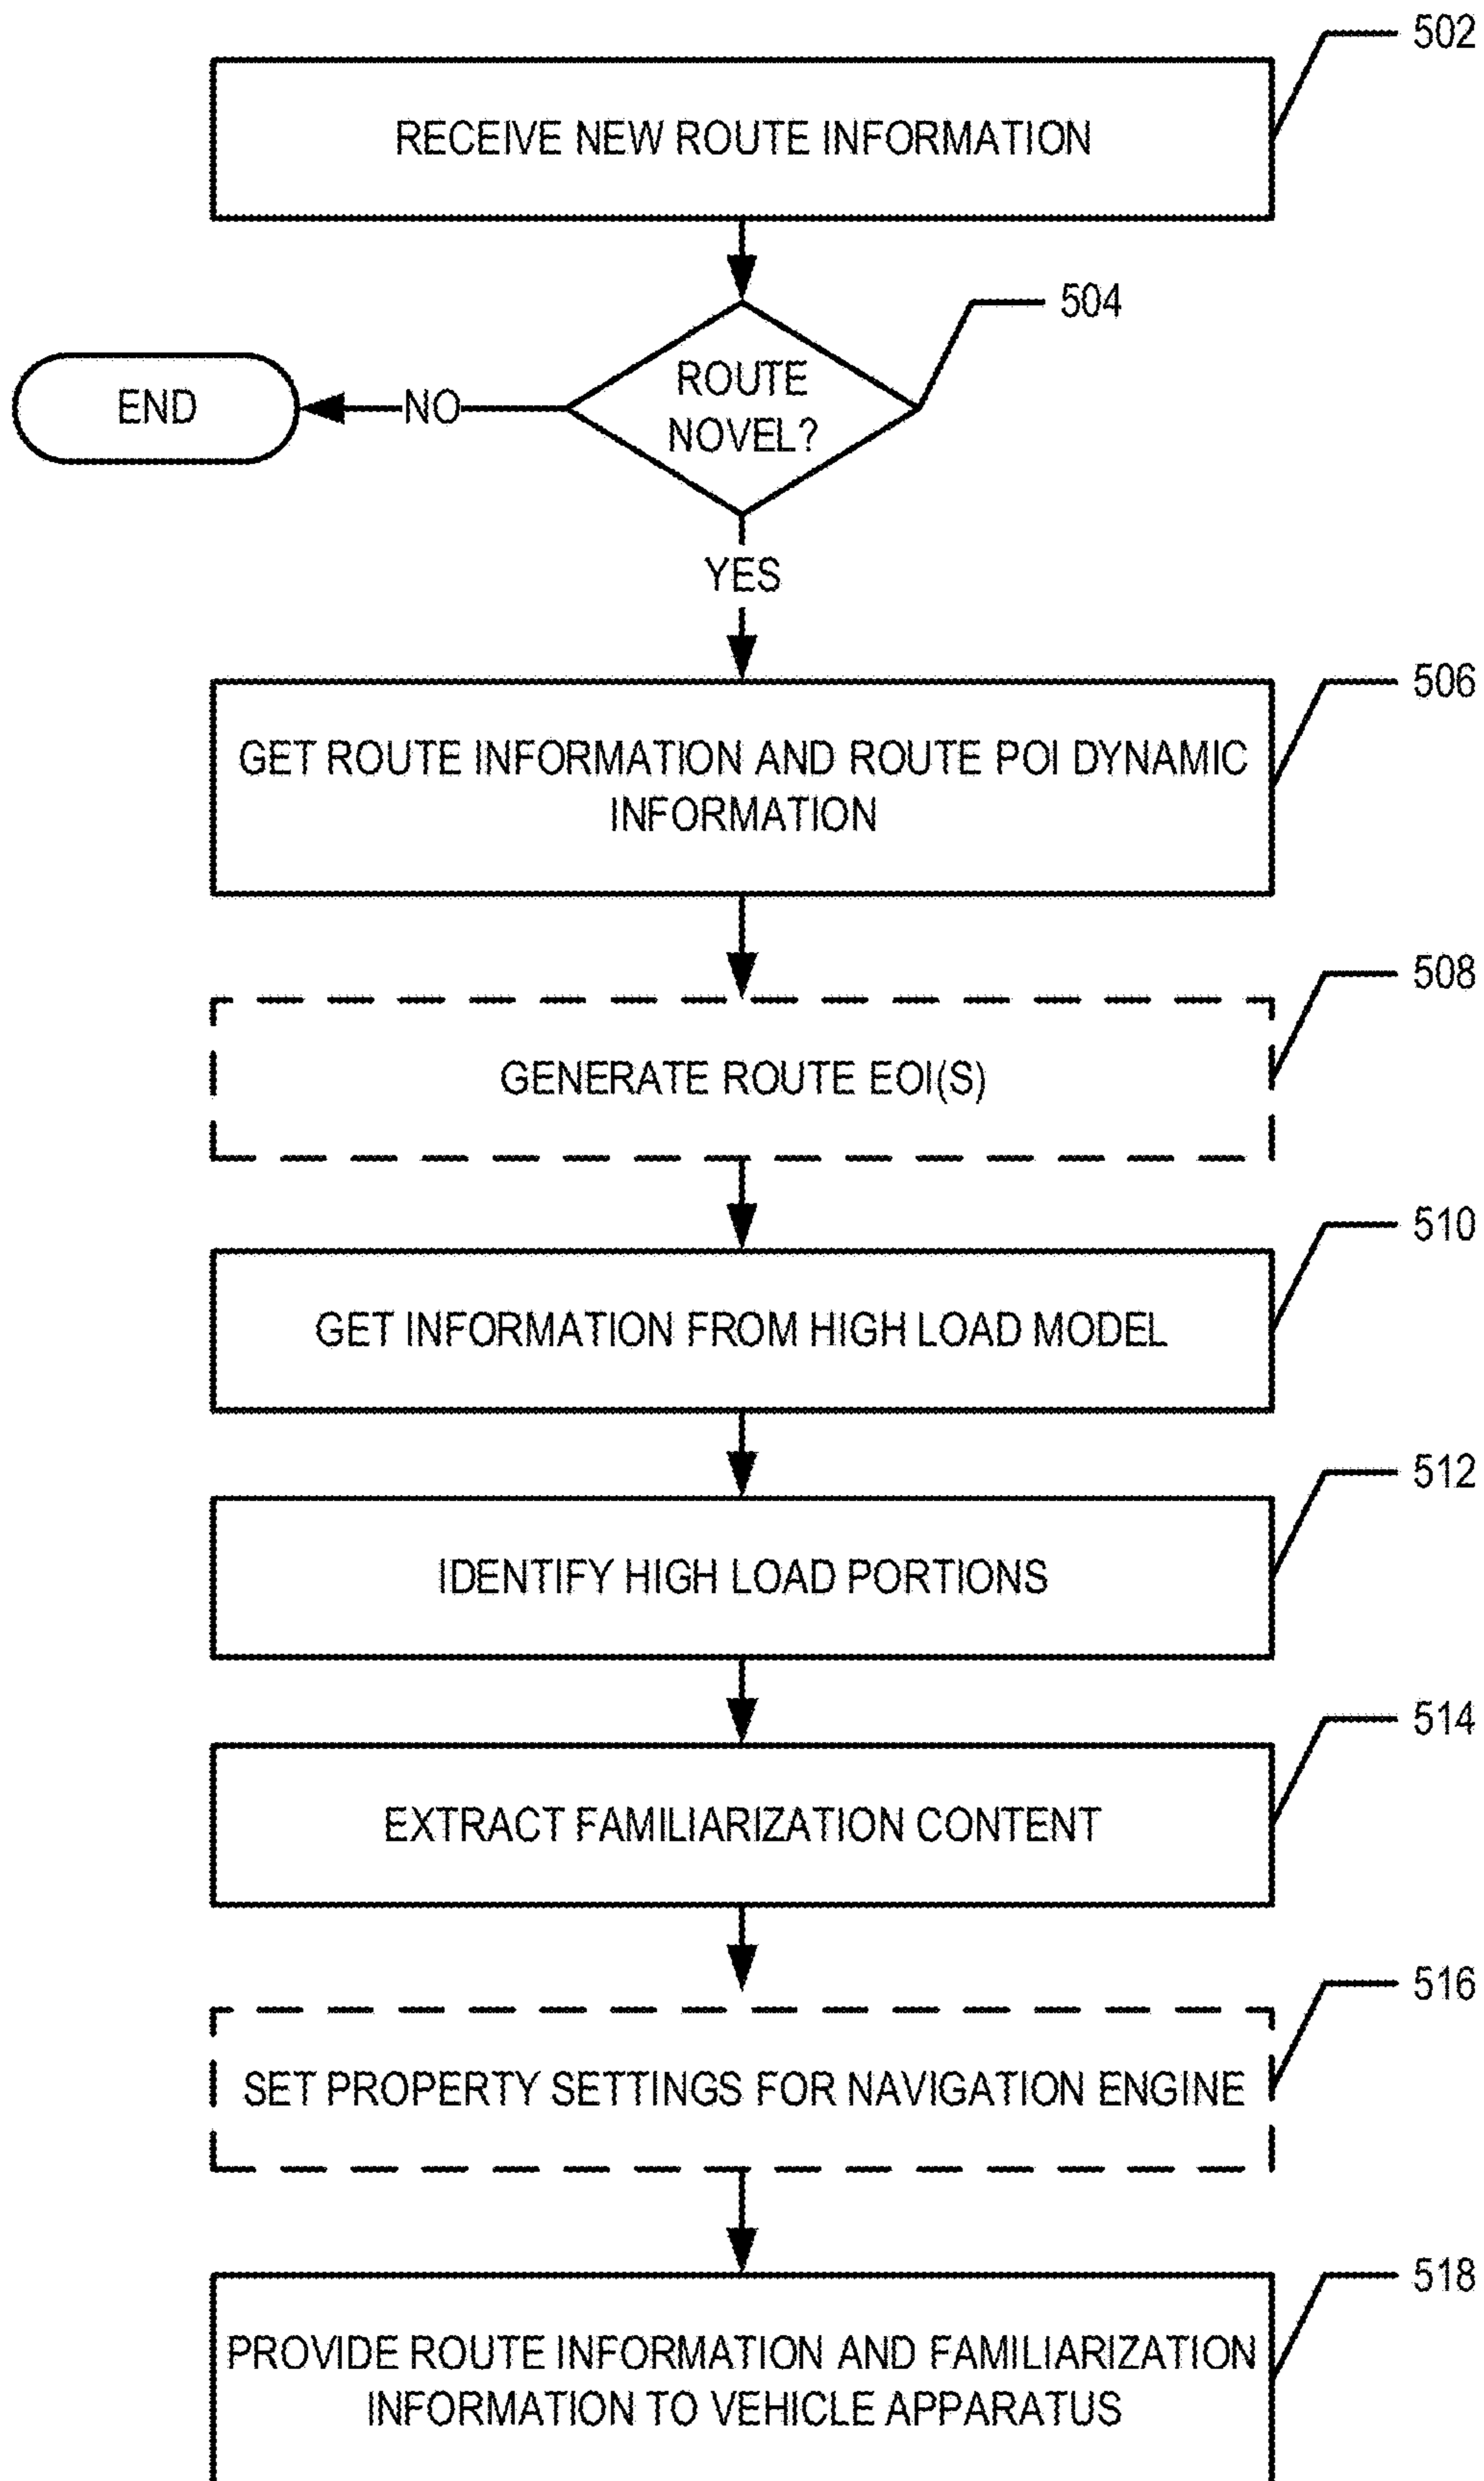 502
RECEIVE NEW ROUTE INFORMATION
504
ROUTE
NOVEL?
END
NO
YES
506
GET ROUTE INFORMATION AND ROUTE POI DYNAMIC
INFORMATION
508
GENERATE ROUTE EOI(S)
510
GET INFORMATION FROM HIGH LOAD MODEL
512
IDENTIFY HIGH LOAD PORTIONS
514
EXTRACT FAMILIARIZATION CONTENT
516
SET PROPERTY SETTINGS FOR NAVIGATION ENGINE
518
PROVIDE ROUTE INFORMATION AND FAMILIARIZATION
INFORMATION TO VEHICLE APPARATUS